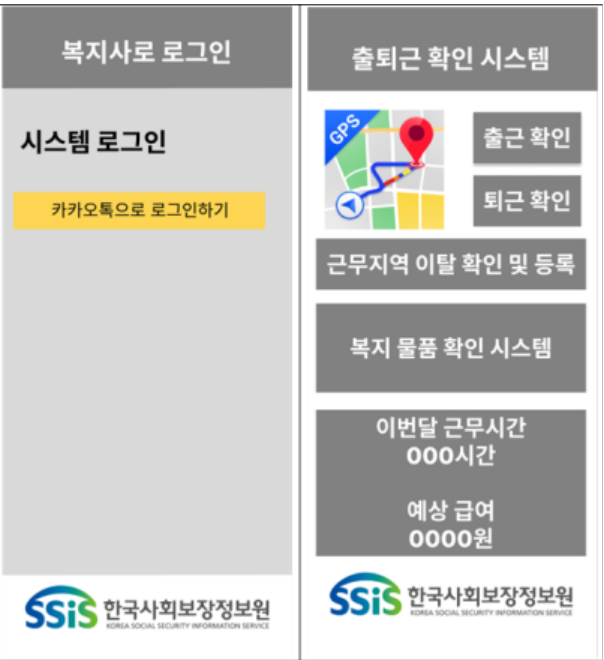 복지사로 로그인
시스템 로그인
카카오톡으로 로그인하기
SSiS 한국사회보장정보원
KOREA SOCIAL SECURITY INFORMATION SERVICE
출퇴근 확인 시스템
GPS
출근 확인
퇴근 확인
근무지역 이탈 확인 및 등록
복지 물품 확인 시스템
이번달 근무시간
000시간
예상 급여
0000원
SSiS 한국사회보장정보원
KOREA SOCIAL SECURITY INFORMATION SERVICE